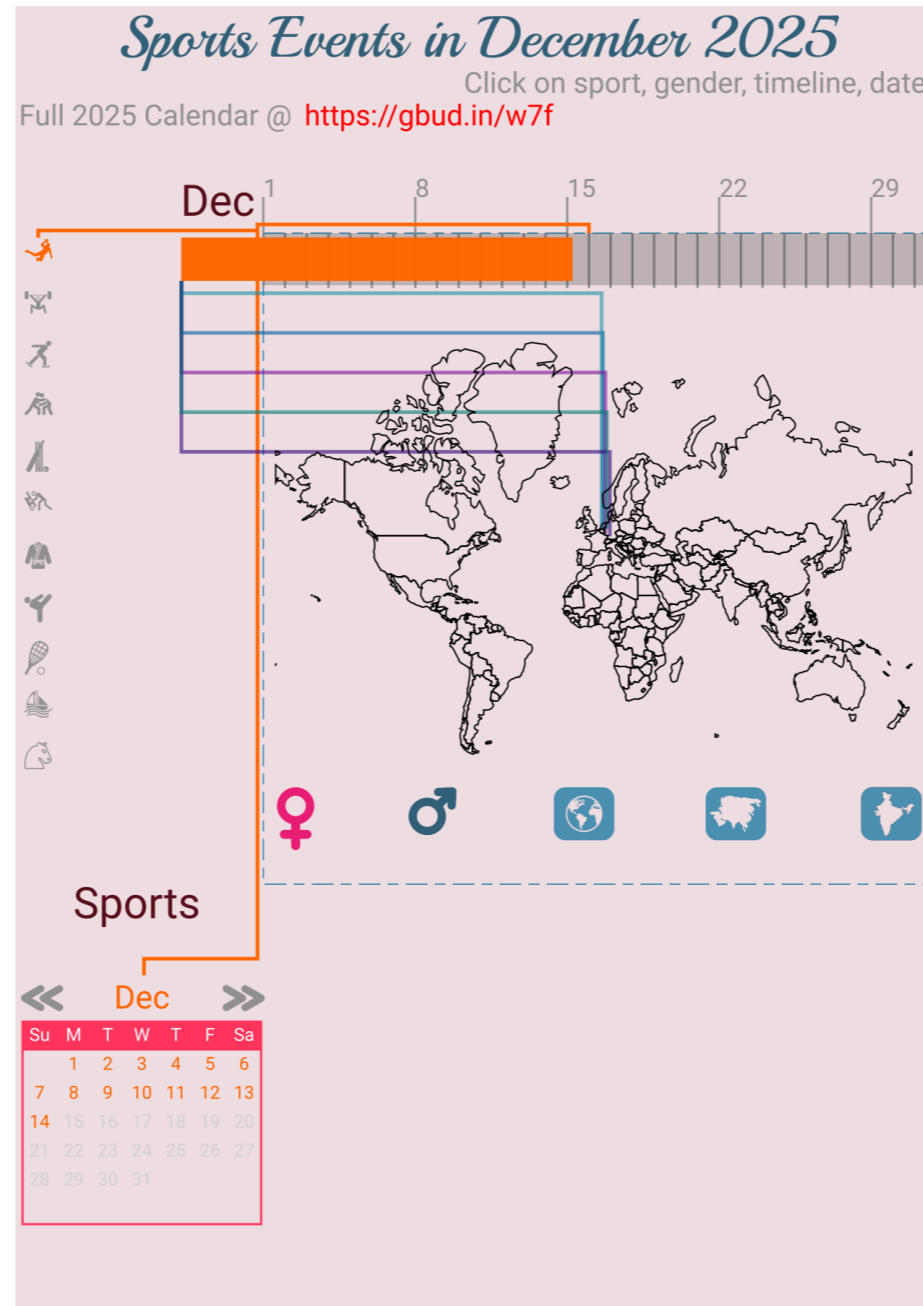 Sports Events in December 2025
Click on sport, gender, timeline, date
Full 2025 Calendar @ https://gbud.in/w7f
Dec 1 8 15 22 29
Sports
Dec
Su M T W T F Sa
1 2 3 4 5 6
7 8 9 10 11 12 13
14 15 16 17 18 19 20
21 22 23 24 25 26 27
28 29 30 31